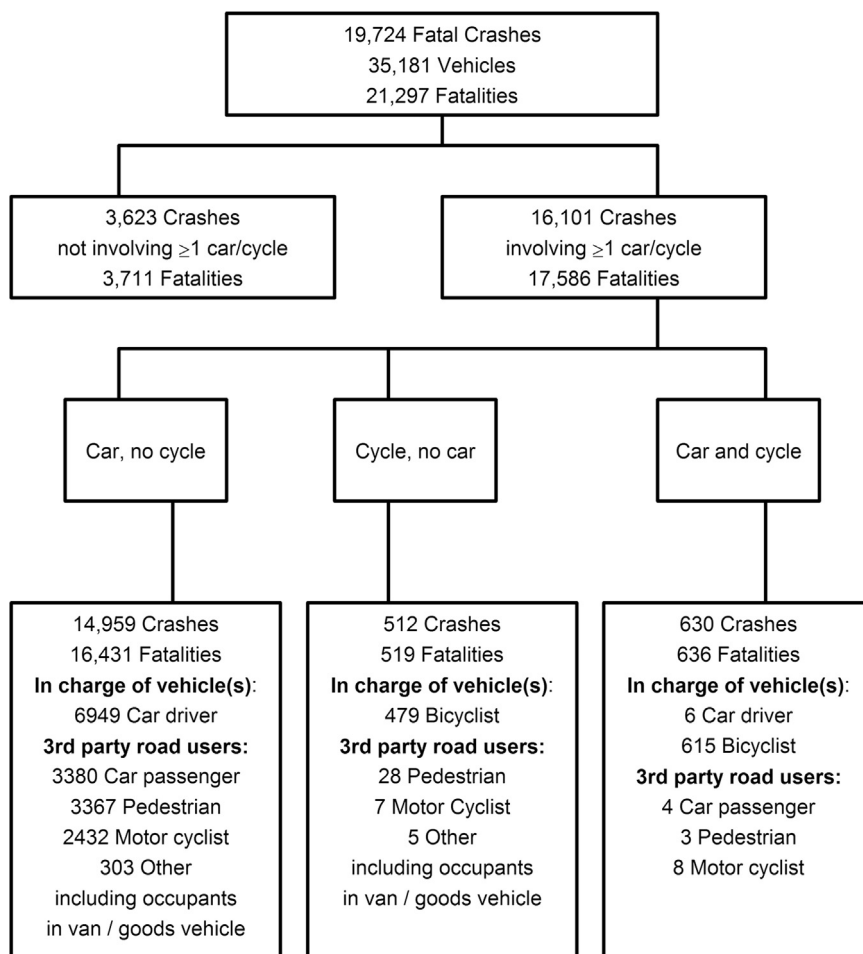 19,724 Fatal Crashes
35,181 Vehicles
21,297 Fatalities
3,623 Crashes
not involving ≥1 car/cycle
3,711 Fatalities
16,101 Crashes
involving ≥1 car/cycle
17,586 Fatalities
Car, no cycle
Cycle, no car
Car and cycle
14,959 Crashes
16,431 Fatalities
In charge of vehicle(s):
6949 Car driver
3rd party road users:
3380 Car passenger
3367 Pedestrian
2432 Motor cyclist
303 Other
including occupants
in van / goods vehicle
512 Crashes
519 Fatalities
In charge of vehicle(s):
479 Bicyclist
3rd party road users:
28 Pedestrian
7 Motor Cyclist
5 Other
including occupants
in van / goods vehicle
630 Crashes
636 Fatalities
In charge of vehicle(s):
6 Car driver
615 Bicyclist
3rd party road users:
4 Car passenger
3 Pedestrian
8 Motor cyclist